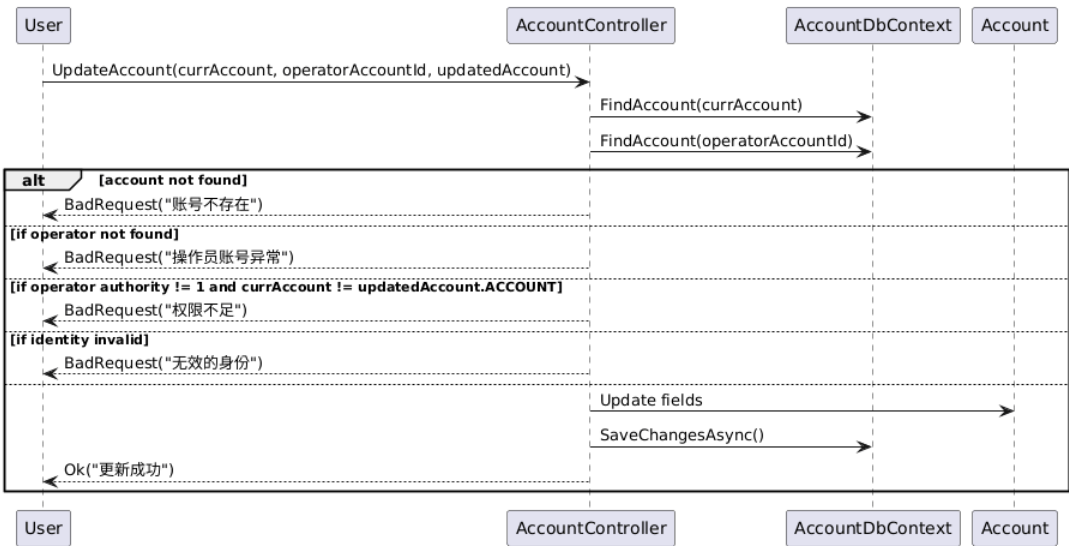 User AccountController AccountDbContext Account
UpdateAccount(currAccount, operatorAccountId, updatedAccount)
FindAccount(currAccount)
FindAccount(operatorAccountId)
alt [account not found]
BadRequest("账号不存在")
[if operator not found]
BadRequest("操作员账号异常")
[if operator authority != 1 and currAccount != updatedAccount.ACCOUNT]
BadRequest("权限不足")
[if identity invalid]
BadRequest("无效的身份")
Update fields
SaveChangesAsync()
Ok("更新成功")
User AccountController AccountDbContext Account